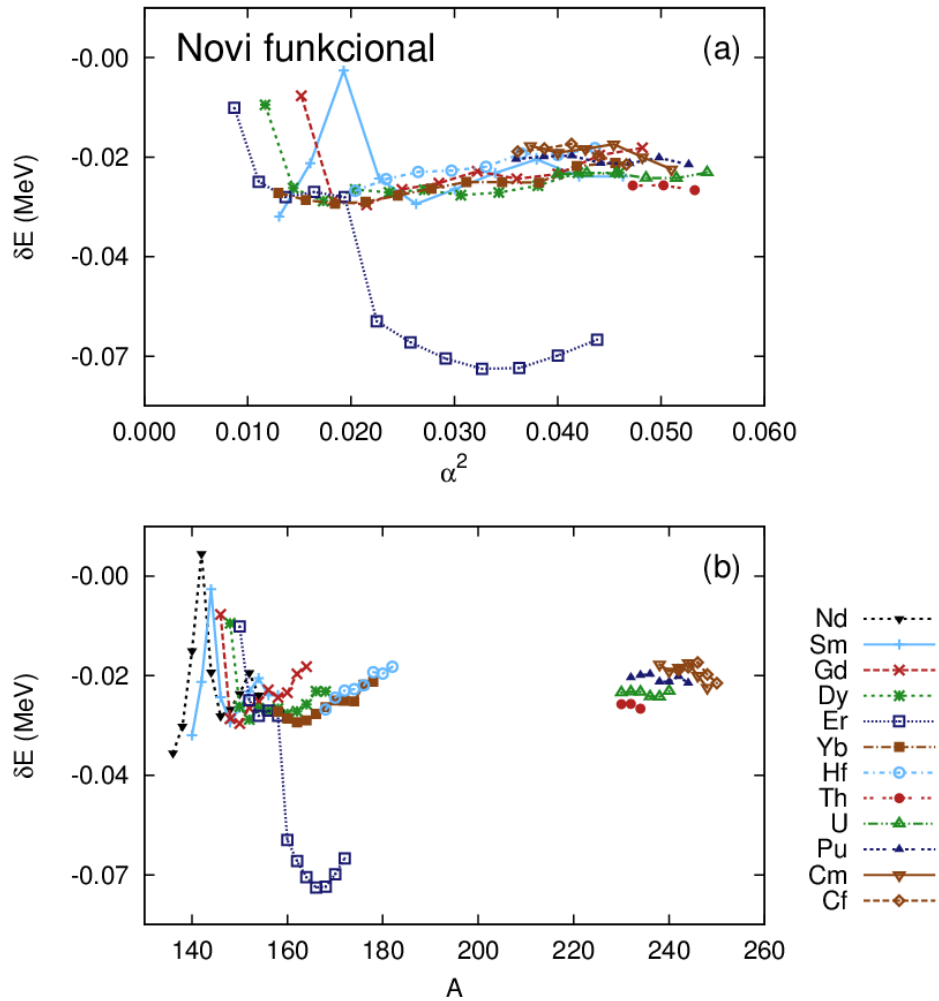 Novi funkcional
(a)
δE (MeV)
-0.00
-0.02
-0.04
-0.07
0.000 0.010 0.020 0.030 0.040 0.050 0.060
α²
(b)
δE (MeV)
-0.00
-0.02
-0.04
-0.07
140 160 180 200 220 240 260
A
Nd
Sm
Gd
Dy
Er
Yb
Hf
Th
U
Pu
Cm
Cf